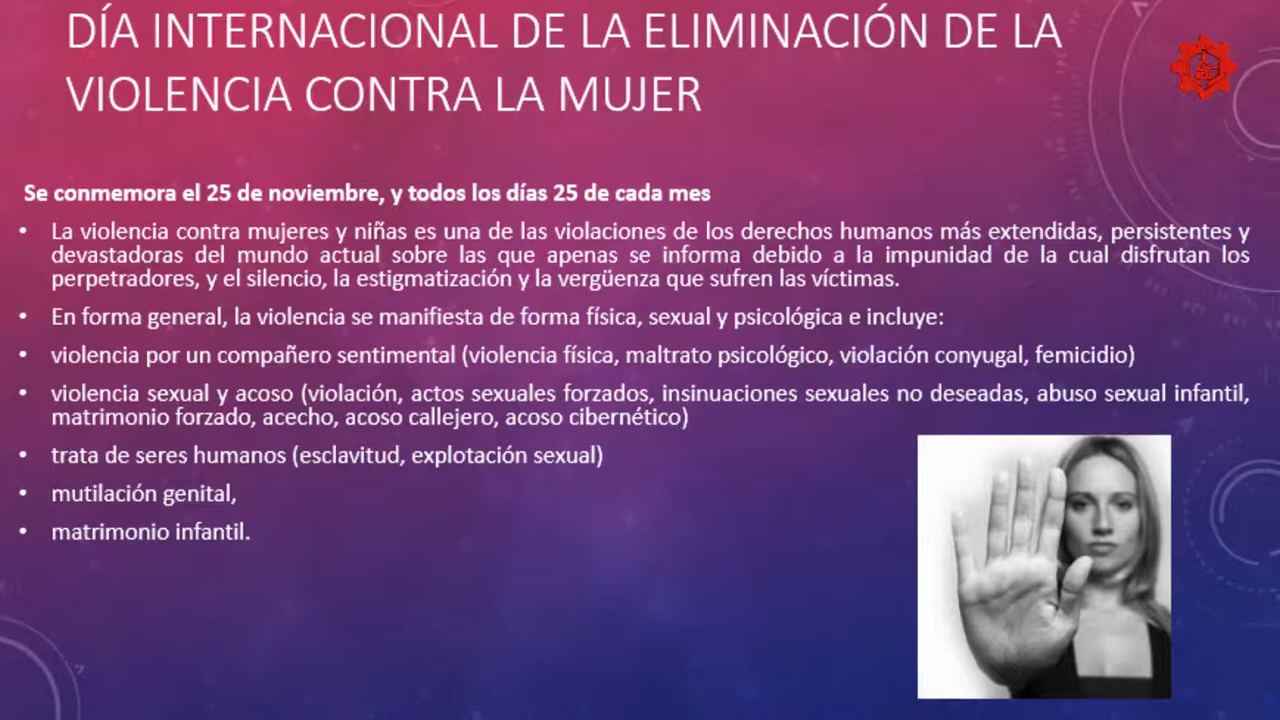 DÍA INTERNACIONAL DE LA ELIMINACIÓN DE LA
VIOLENCIA CONTRA LA MUJER
Se conmemora el 25 de noviembre, y todos los días 25 de cada mes
• La violencia contra mujeres y niñas es una de las violaciones de los derechos humanos más extendidas, persistentes y
devastadoras del mundo actual sobre las que apenas se informa debido a la impunidad de la cual disfrutan los
perpetradores, y el silencio, la estigmatización y la vergüenza que sufren las víctimas.
• En forma general, la violencia se manifiesta de forma física, sexual y psicológica e incluye:
• violencia por un compañero sentimental (violencia física, maltrato psicológico, violación conyugal, femicidio)
• violencia sexual y acoso (violación, actos sexuales forzados, insinuaciones sexuales no deseadas, abuso sexual infantil,
matrimonio forzado, acecho, acoso callejero, acoso cibernético)
• trata de seres humanos (esclavitud, explotación sexual)
• mutilación genital,
• matrimonio infantil.